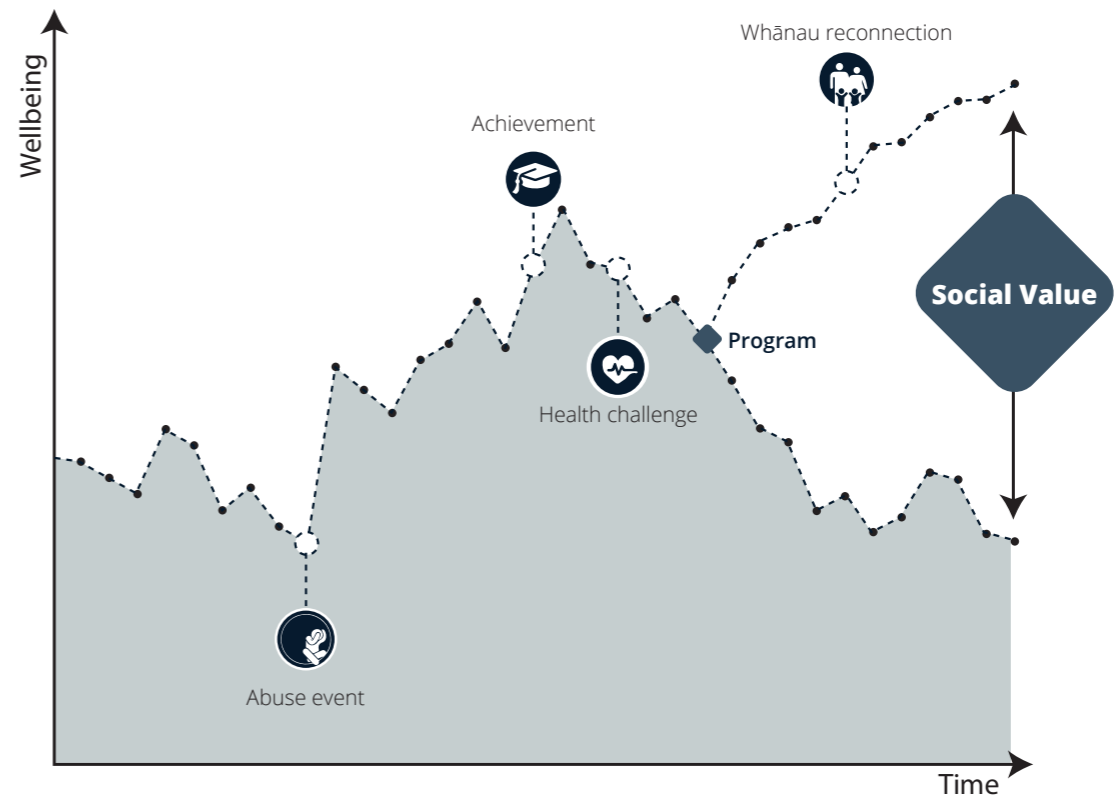 Whānau reconnection
Wellbeing
Achievement
Social Value
Program
Health challenge
Abuse event
Time